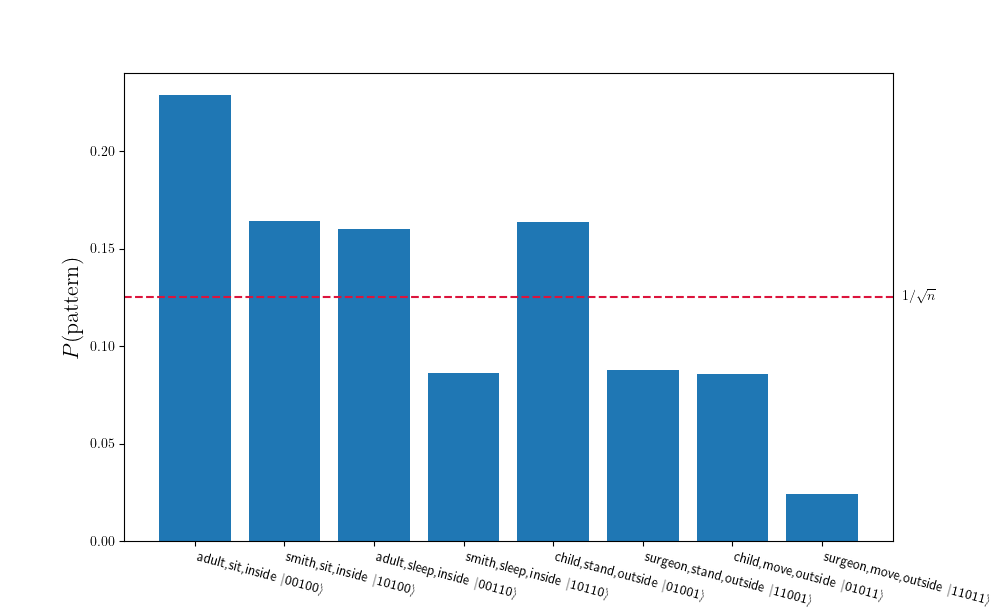 0.20
0.15
0.10
0.05
0.00
P(pattern)
1/√n
adult,sit,inside |00100⟩
smith,sit,inside |10100⟩
adult,sleep,inside |00110⟩
smith,sleep,inside |10110⟩
child,stand,outside |01001⟩
surgeon,stand,outside |11001⟩
child,move,outside |01011⟩
surgeon,move,outside |11011⟩